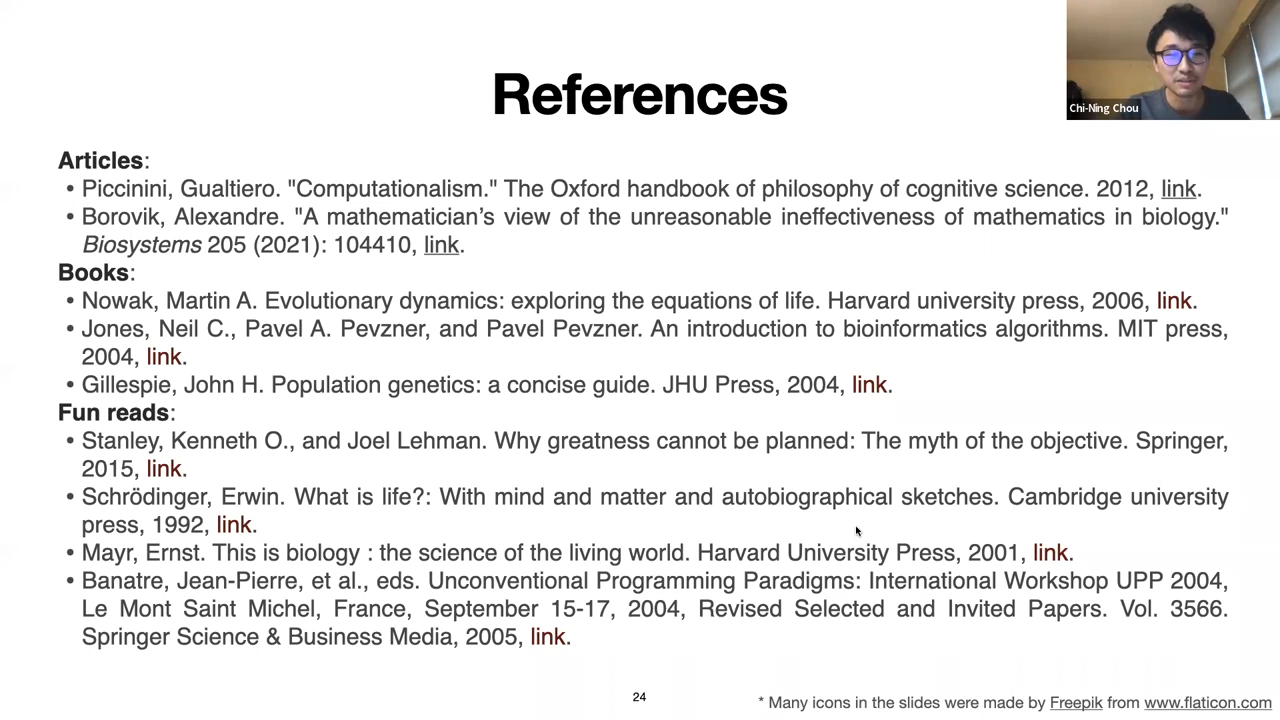 References
Chi-Ning Chou
Articles:
• Piccinini, Gualtiero. "Computationalism." The Oxford handbook of philosophy of cognitive science. 2012, link.
• Borovik, Alexandre. "A mathematician’s view of the unreasonable ineffectiveness of mathematics in biology."
Biosystems 205 (2021): 104410, link.
Books:
• Nowak, Martin A. Evolutionary dynamics: exploring the equations of life. Harvard university press, 2006, link.
• Jones, Neil C., Pavel A. Pevzner, and Pavel Pevzner. An introduction to bioinformatics algorithms. MIT press,
2004, link.
• Gillespie, John H. Population genetics: a concise guide. JHU Press, 2004, link.
Fun reads:
• Stanley, Kenneth O., and Joel Lehman. Why greatness cannot be planned: The myth of the objective. Springer,
2015, link.
• Schrödinger, Erwin. What is life?: With mind and matter and autobiographical sketches. Cambridge university
press, 1992, link.
• Mayr, Ernst. This is biology : the science of the living world. Harvard University Press, 2001, link.
• Banatre, Jean-Pierre, et al., eds. Unconventional Programming Paradigms: International Workshop UPP 2004,
Le Mont Saint Michel, France, September 15-17, 2004, Revised Selected and Invited Papers. Vol. 3566.
Springer Science & Business Media, 2005, link.
24
* Many icons in the slides were made by Freepik from www.flaticon.com